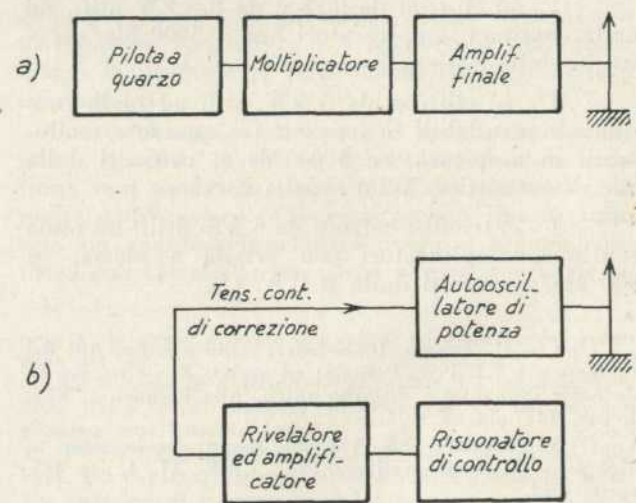 a)
Pilota a
quarzo
Moltiplicatore
Amplif.
finale
b)
Tens. cont.
di correzione
Autooscil-
latore di
potenza
Rivelatore
ed amplifi-
catore
Risuonatore
di controllo